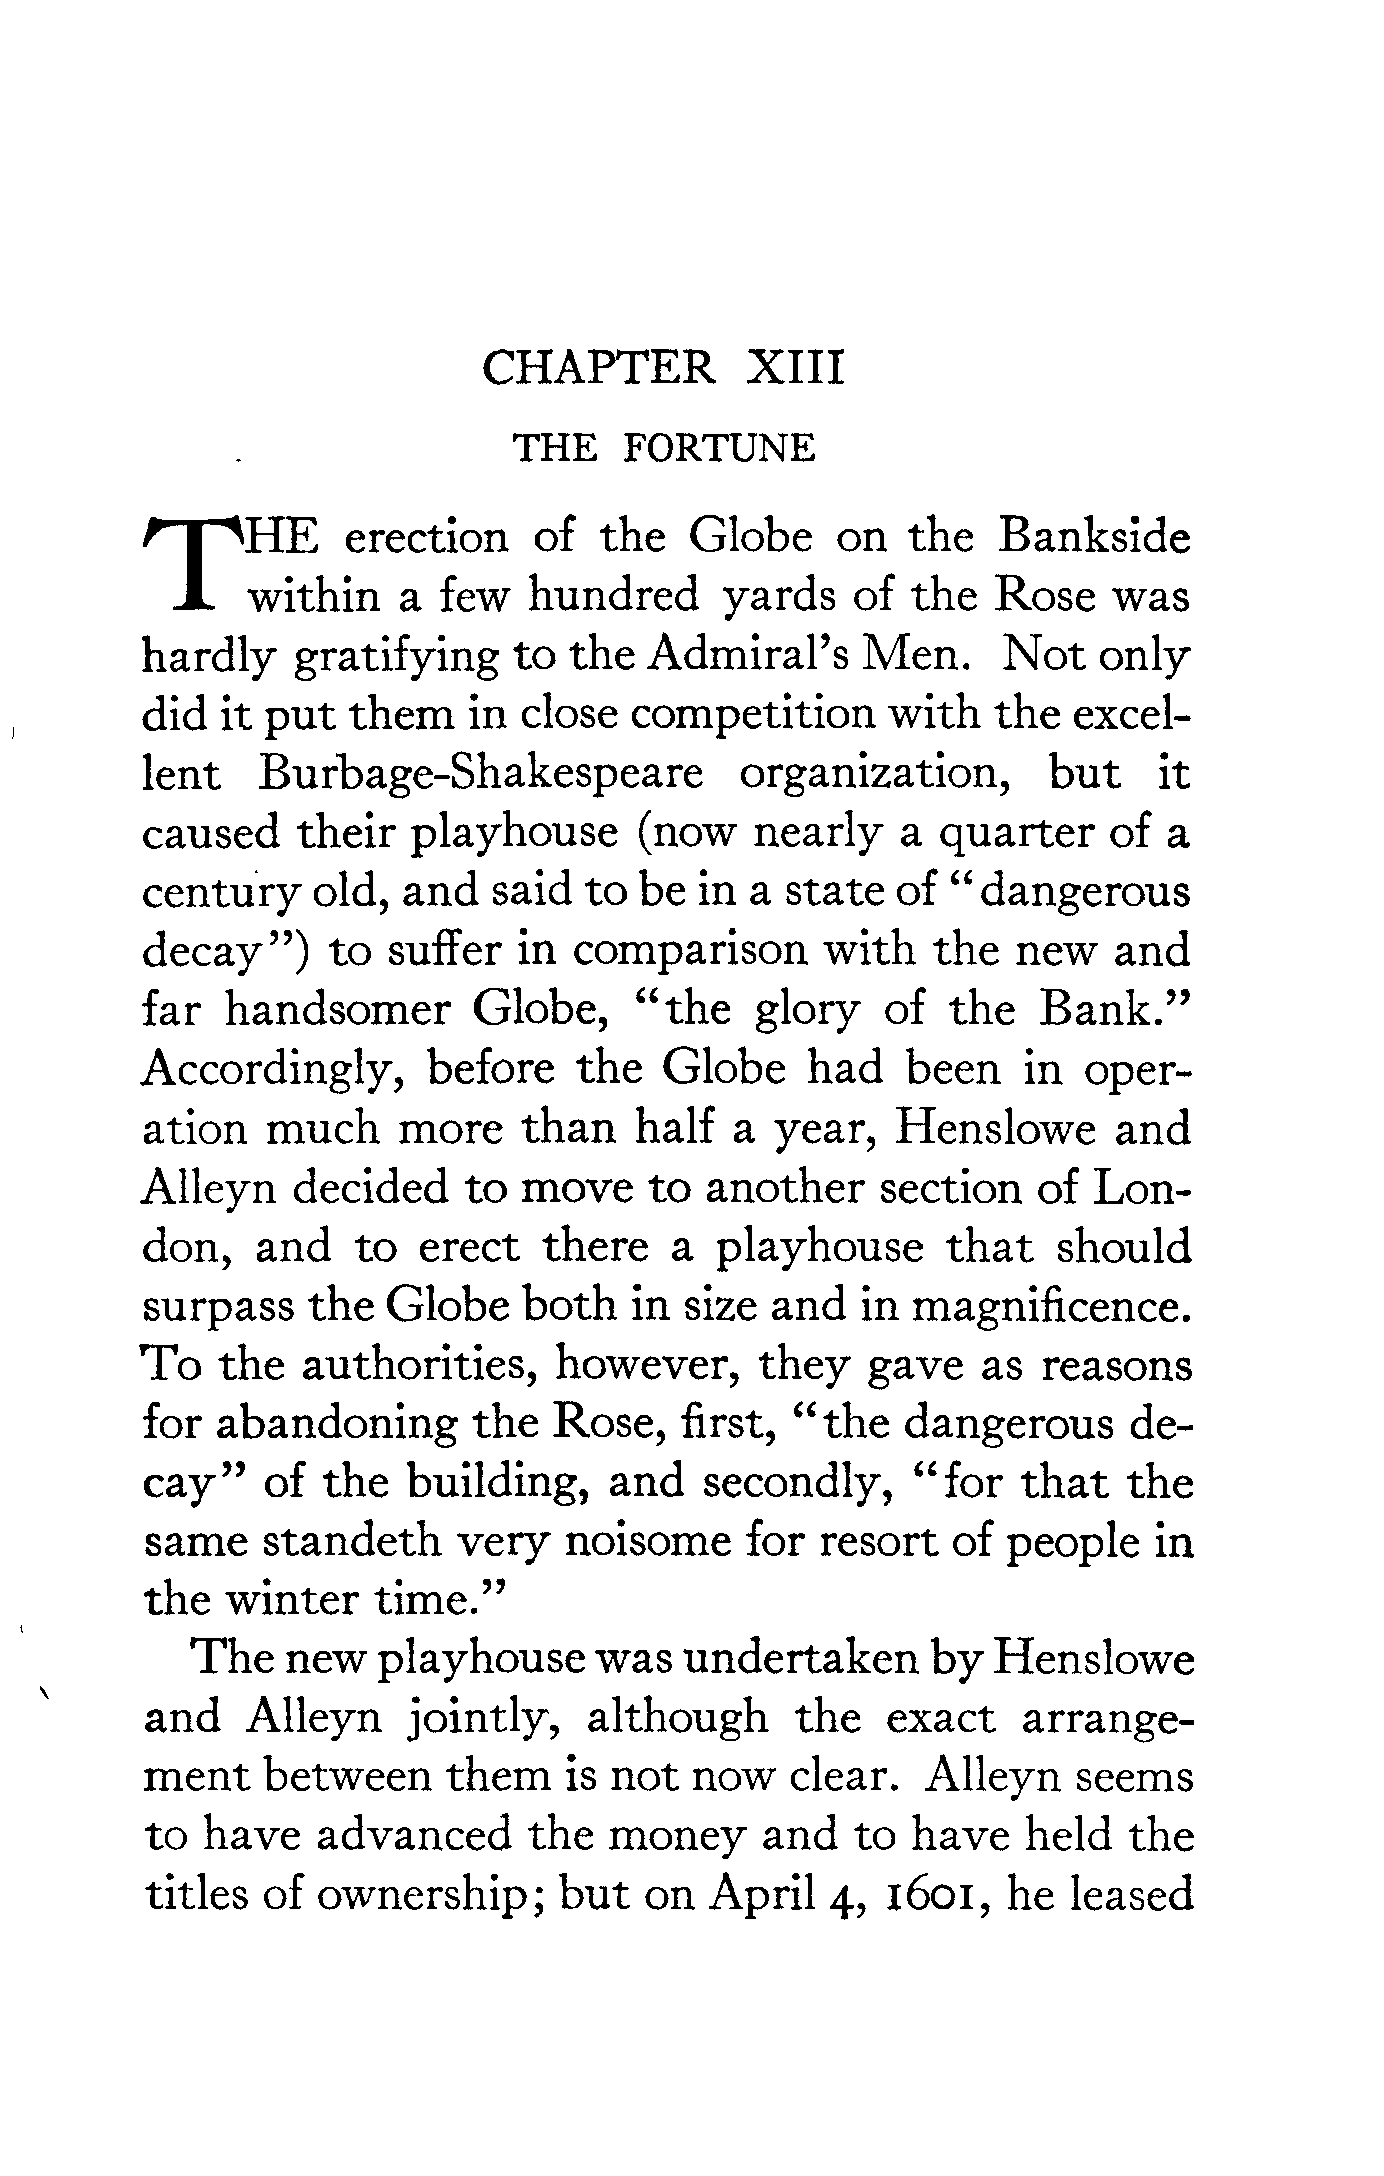 CHAPTER XIII
THE FORTUNE
THE erection of the Globe on the Bankside
within a few hundred yards of the Rose was
hardly gratifying to the Admiral's Men. Not only
did it put them in close competition with the excel-
lent Burbage-Shakespeare organization, but it
caused their playhouse (now nearly a quarter of a
century old, and said to be in a state of “dangerous
decay”) to suffer in comparison with the new and
far handsomer Globe, “the glory of the Bank.”
Accordingly, before the Globe had been in oper-
ation much more than half a year, Henslowe and
Alleyn decided to move to another section of Lon-
don, and to erect there a playhouse that should
surpass the Globe both in size and in magnificence.
To the authorities, however, they gave as reasons
for abandoning the Rose, first, “the dangerous de-
cay” of the building, and secondly, “for that the
same standeth very noisome for resort of people in
the winter time.”
The new playhouse was undertaken by Henslowe
and Alleyn jointly, although the exact arrange-
ment between them is not now clear. Alleyn seems
to have advanced the money and to have held the
titles of ownership; but on April 4, 1601, he leased